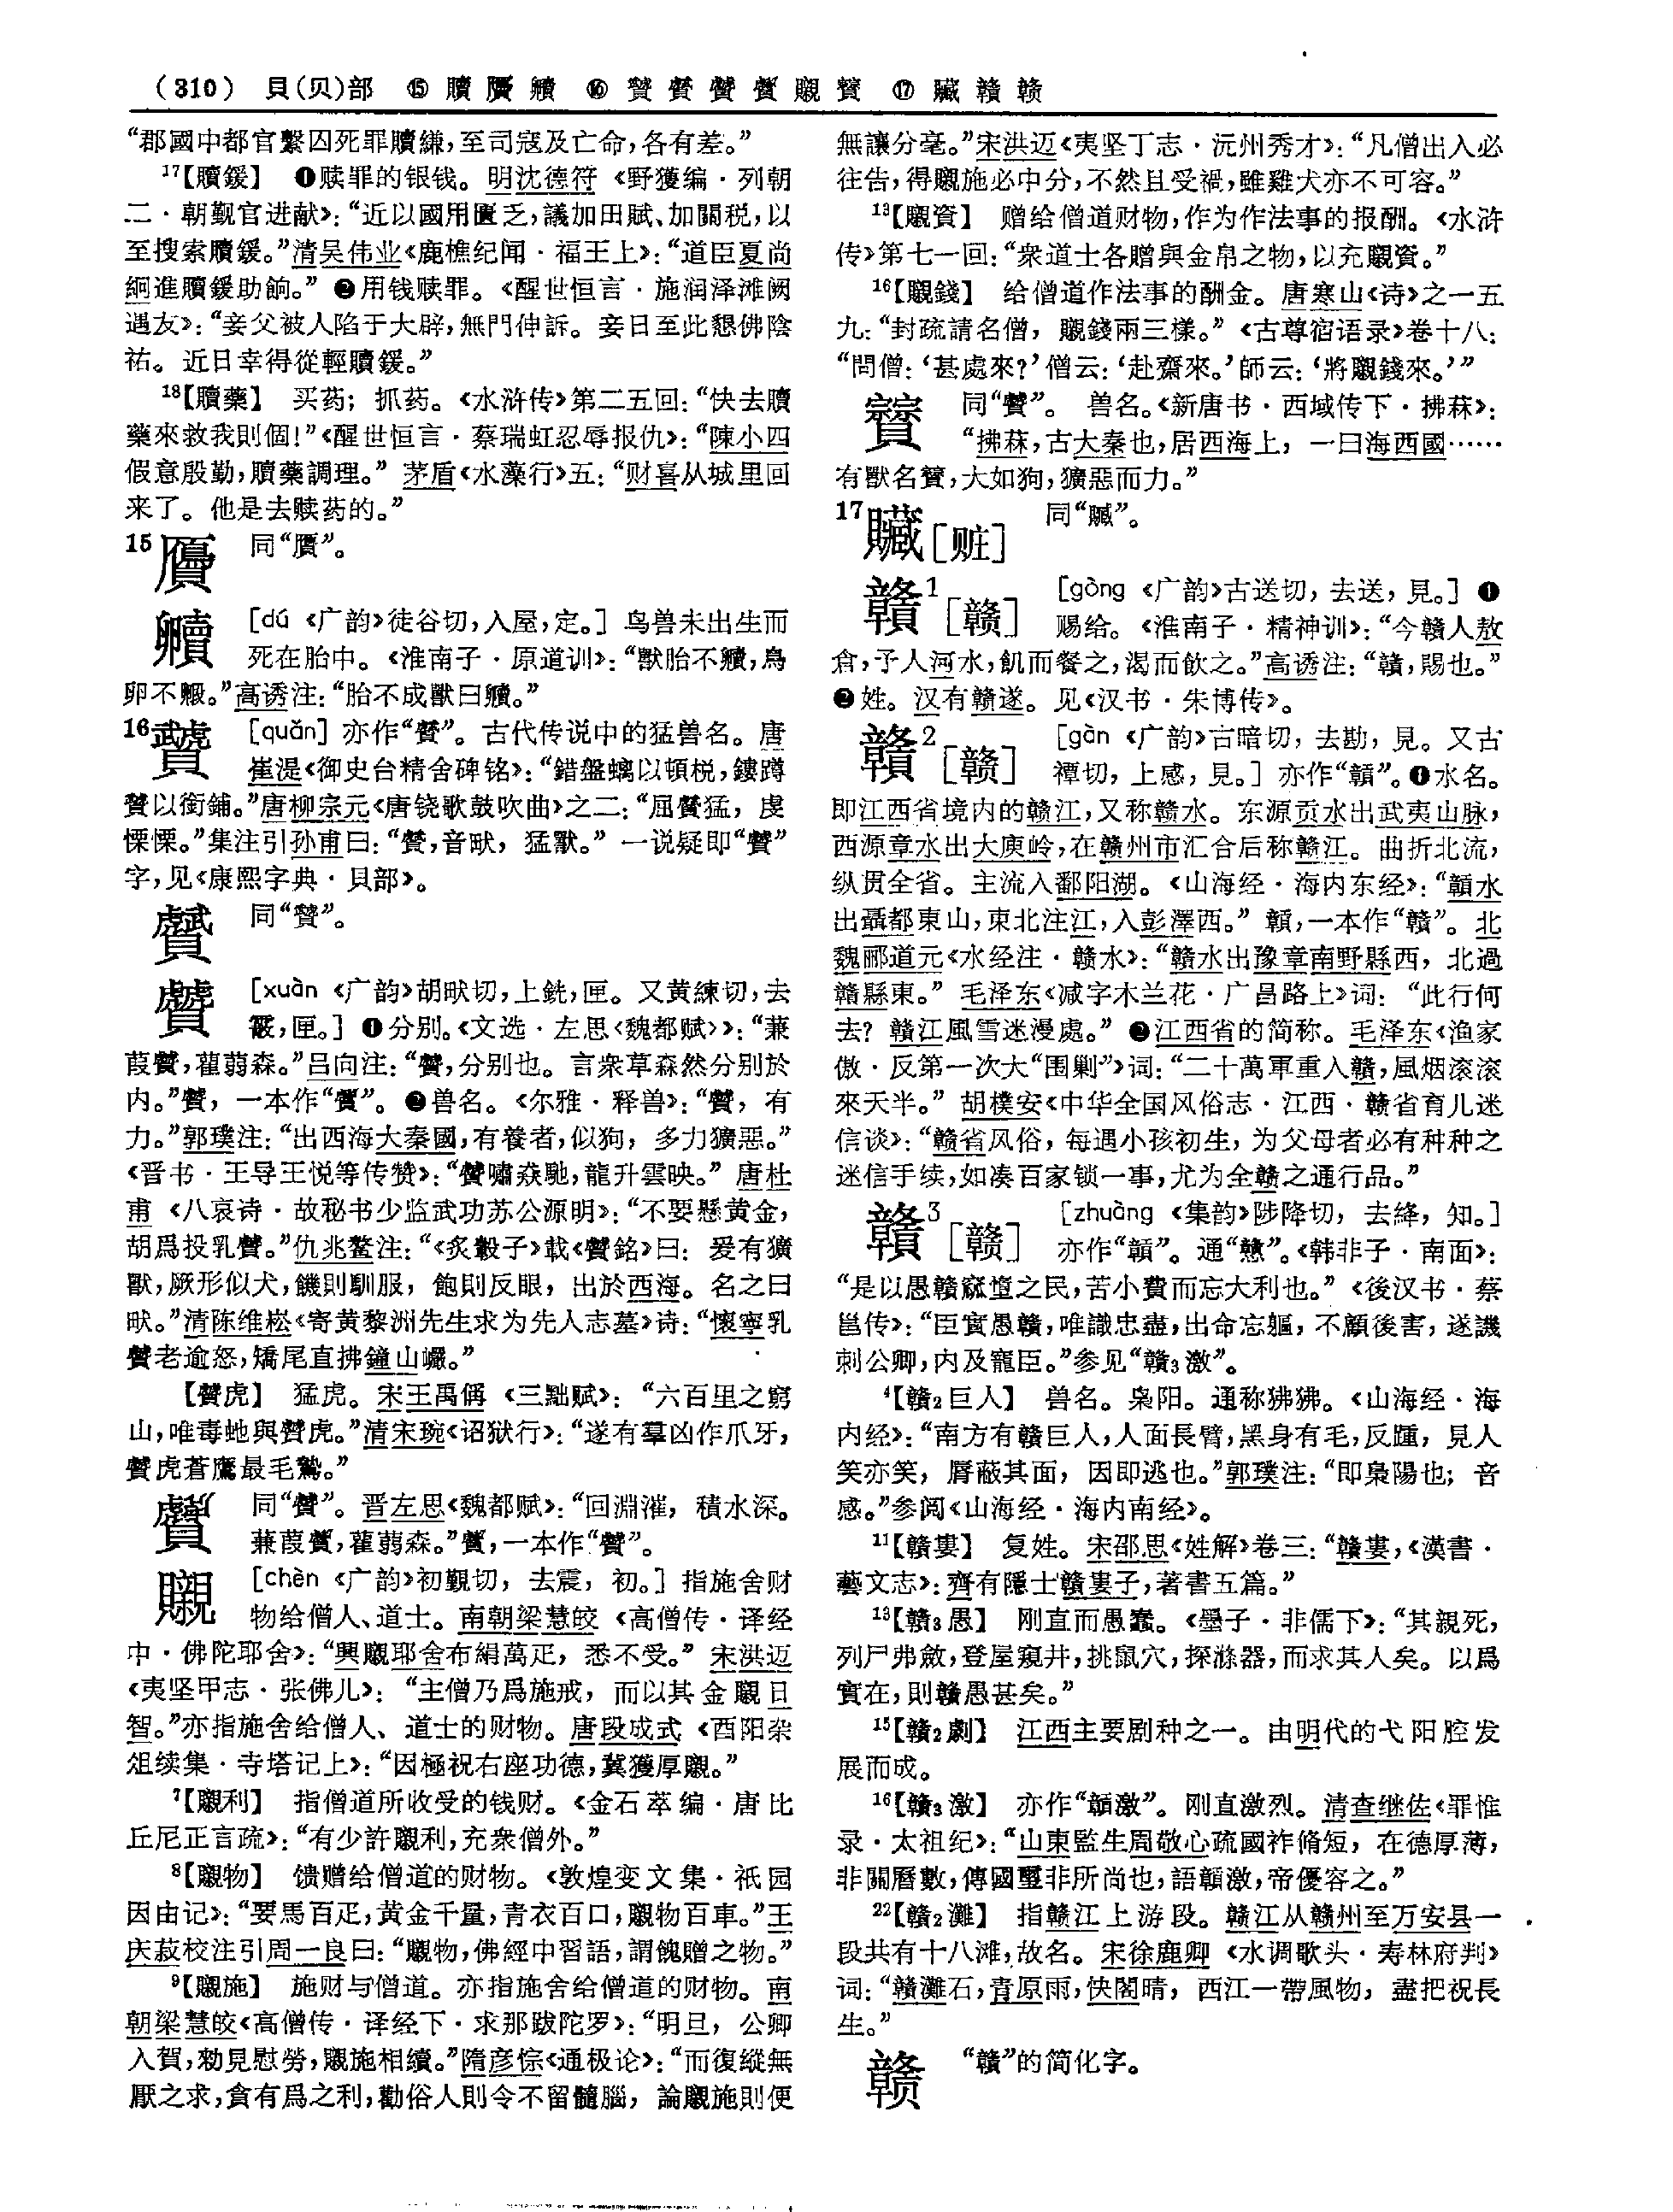 （310） 貝(贝)部 ⑮ 贖 贗 殰 ⑯ 贙 贙 贙 贙 贙 ⑰ 贜 贛 赣
“郡國中都官繫囚死罪贖縑，至司寇及亡命，各有差。”
17【贖鍰】 ❶赎罪的银钱。明沈德符《野獲编·列朝
二·朝觐官进献》：“近以國用匱乏，議加田賦、加關税，以
至搜索贖鍰。”清吴伟业《鹿樵纪闻·福王上》：“道臣夏尚
絅進贖鍰助餉。” ❷用钱赎罪。《醒世恒言·施润泽滩阙
遇友》：“妾父被人陷于大辟，無門伸訴。妾日至此懇佛陰
祐。近日幸得從輕贖鍰。”
18【贖藥】 买药；抓药。《水浒传》第二五回：“快去贖
藥來救我則個！”《醒世恒言·蔡瑞虹忍辱报仇》：“陳小四
假意殷勤，贖藥調理。” 茅盾《水藻行》五：“财喜从城里回
来了。他是去赎药的。”
15 贗 同“贋”。
[dú 《广韵》徒谷切，入屋，定。] 鸟兽未出生而
死在胎中。《淮南子·原道训》：“獸胎不殰，鳥
卵不毈。”高诱注：“胎不成獸曰殰。”
16 [quǎn] 亦作“贙”。古代传说中的猛兽名。唐
崔湜《御史台精舍碑铭》：“錯盤螭以頓棁，鏤蹲
贙以銜鋪。”唐柳宗元《唐铙歌鼓吹曲》之二：“屈贙猛，虔
慄慄。”集注引孙甫曰：“贙，音畎，猛獸。” 一说疑即“贙”
字，见《康熙字典·貝部》。
同“贙”。
贙 [xuàn 《广韵》胡畎切，上銑，匣。又黄練切，去
霰，匣。] ❶分别。《文选·左思〈魏都赋〉》：“蒹
葭贙，雚蒻森。”吕向注：“贙，分别也。言衆草森然分别於
内。”贙，一本作“贙”。 ❷兽名。《尔雅·释兽》：“贙，有
力。”郭璞注：“出西海大秦國，有養者，似狗，多力獷惡。”
《晋书·王导王悦等传赞》：“贙嘯猋馳，龍升雲映。” 唐杜
甫《八哀诗·故秘书少监武功苏公源明》：“不要懸黄金，
胡爲投乳贙。”仇兆鳌注：“《炙轂子》載《贙銘》曰：爰有獷
獸，厥形似犬，饑則馴服，飽則反眼，出於西海。名之曰
畎。”清陈维崧《寄黄黎洲先生求为先人志墓》诗：“懷寧乳
贙老逾怒，矯尾直拂鐘山巘。”
【贙虎】 猛虎。宋王禹偁《三黜赋》：“六百里之窮
山，唯毒虵與贙虎。”清宋琬《诏狱行》：“遂有羣凶作爪牙，
贙虎蒼鷹最毛鷙。”
同“贙”。晋左思《魏都赋》：“回淵漼，積水深。
蒹葭贙，雚蒻森。”贙，一本作“贙”。
[chèn 《广韵》初覲切，去震，初。] 指施舍财
物给僧人、道士。南朝梁慧皎《高僧传·译经
中·佛陀耶舍》：“興䞋耶舍布絹萬疋，悉不受。” 宋洪迈
《夷坚甲志·张佛儿》：“主僧乃爲施戒，而以其金䞋日
智。”亦指施舍给僧人、道士的财物。唐段成式《酉阳杂
俎续集·寺塔记上》：“因極祝右座功德，冀獲厚䞋。”
7【䞋利】 指僧道所收受的钱财。《金石萃编·唐比
丘尼正言疏》：“有少許䞋利，充衆僧外。”
8【䞋物】 馈赠给僧道的财物。《敦煌变文集·祇园
因由记》：“要馬百疋，黄金千量，青衣百口，䞋物百車。”王
庆菽校注引周一良曰：“䞋物，佛經中習語，謂餽贈之物。”
9【䞋施】 施财与僧道。亦指施舍给僧道的财物。南
朝梁慧皎《高僧传·译经下·求那跋陀罗》：“明旦，公卿
入賀，勑見慰勞，䞋施相續。”隋彦悰《通极论》：“而復縱無
厭之求，貪有爲之利，勸俗人則令不留髓腦，論䞋施則便
無讓分毫。”宋洪迈《夷坚丁志·沅州秀才》：“凡僧出入必
往告，得䞋施必中分，不然且受禍，雖雞犬亦不可容。”
13【䞋資】 赠给僧道财物，作为作法事的报酬。《水浒
传》第七一回：“衆道士各贈與金帛之物，以充䞋資。”
16【䞋錢】 给僧道作法事的酬金。唐寒山《诗》之一五
九：“封疏請名僧，䞋錢兩三樣。” 《古尊宿语录》卷十八：
“問僧：‘甚處來？’僧云：‘赴齋來。’師云：‘將䞋錢來。’”
同“贙”。 兽名。《新唐书·西域传下·拂菻》：
“拂菻，古大秦也，居西海上，一曰海西國……
有獸名贙，大如狗，獷惡而力。”
17 贜[赃] 同“贓”。
贛1[赣] [gòng 《广韵》古送切，去送，見。] ❶
赐给。《淮南子·精神训》：“今贛人敖
倉，予人河水，飢而餐之，渴而飲之。”高诱注：“贛，賜也。”
❷姓。汉有贛遂。见《汉书·朱博传》。
贛2[赣] [gàn 《广韵》古暗切，去勘，見。又古
禫切，上感，見。] 亦作“灨”。❶水名。
即江西省境内的赣江，又称赣水。东源贡水出武夷山脉，
西源章水出大庾岭，在赣州市汇合后称赣江。曲折北流，
纵贯全省。主流入鄱阳湖。《山海经·海内东经》：“贑水
出聶都東山，東北注江，入彭澤西。” 贑，一本作“贛”。北
魏郦道元《水经注·赣水》：“贛水出豫章南野縣西，北過
贛縣東。” 毛泽东《减字木兰花·广昌路上》词：“此行何
去？贛江風雪迷漫處。” ❷江西省的简称。毛泽东《渔家
傲·反第一次大“围剿”》词：“二十萬軍重入贛，風烟滚滚
來天半。” 胡樸安《中华全国风俗志·江西·赣省育儿迷
信谈》：“赣省风俗，每遇小孩初生，为父母者必有种种之
迷信手续，如凑百家锁一事，尤为全赣之通行品。”
贛3[赣] [zhuàng 《集韵》陟降切，去絳，知。]
亦作“贑”。通“戆”。《韩非子·南面》：
“是以愚贛窳墯之民，苦小費而忘大利也。” 《後汉书·蔡
邕传》：“臣實愚贛，唯識忠藎，出命忘軀，不顧後害，遂譏
刺公卿，内及寵臣。”参见“贛3激”。
4【贛2巨人】 兽名。枭阳。通称狒狒。《山海经·海
内经》：“南方有贛巨人，人面長臂，黑身有毛，反踵，見人
笑亦笑，脣蔽其面，因即逃也。”郭璞注：“即梟陽也；音
感。”参阅《山海经·海内南经》。
11【贛婁】 复姓。宋邵思《姓解》卷三：“贛婁，《漢書·
藝文志》：齊有隱士贛婁子，著書五篇。”
13【贛3愚】 刚直而愚蠢。《墨子·非儒下》：“其親死，
列尸弗斂，登屋窺井，挑鼠穴，探滌器，而求其人矣。以爲
實在，則贛愚甚矣。”
15【贛2劇】 江西主要剧种之一。由明代的弋阳腔发
展而成。
16【贛3激】 亦作“贑激”。刚直激烈。清查继佐《罪惟
录·太祖纪》：“山東監生周敬心疏國祚脩短，在德厚薄，
非關曆數，傳國璽非所尚也，語贑激，帝優容之。”
22【贛2灘】 指赣江上游段。赣江从赣州至万安县一
段共有十八滩，故名。宋徐鹿卿《水调歌头·寿林府判》
词：“贛灘石，青原雨，快閣晴，西江一帶風物，盡把祝長
生。”
赣 “贛”的简化字。